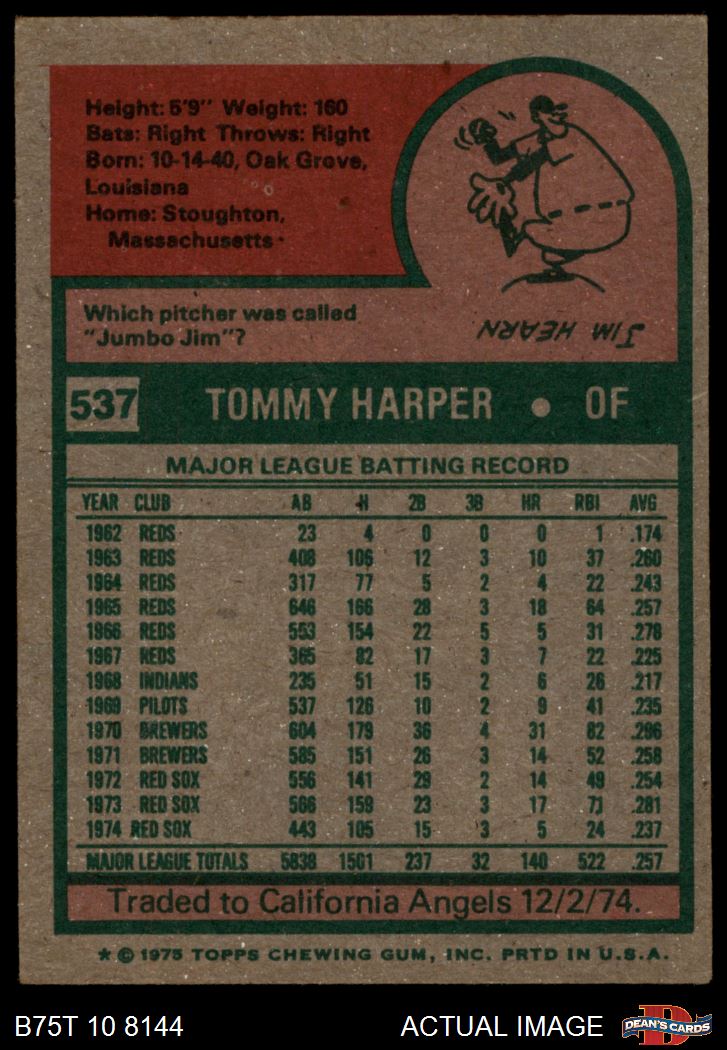 Height: 5'9" Weight: 160
Bats: Right Throws: Right
Born: 10-14-40, Oak Grove,
Louisiana
Home: Stoughton,
Massachusetts
Which pitcher was called
"Jumbo Jim"?
JIM HEARN
537 TOMMY HARPER • OF
MAJOR LEAGUE BATTING RECORD
YEAR CLUB AB H 2B 3B HR RBI AVG
1962 REDS 23 4 0 0 0 1 .174
1963 REDS 408 106 12 3 10 37 .260
1964 REDS 317 77 5 2 4 22 .243
1965 REDS 646 166 28 3 18 64 .257
1966 REDS 553 154 22 5 5 31 .278
1967 REDS 365 82 17 3 7 22 .225
1968 INDIANS 235 51 15 2 6 26 .217
1969 PILOTS 537 126 10 2 9 41 .235
1970 BREWERS 604 179 36 4 31 82 .296
1971 BREWERS 585 151 26 3 14 52 .258
1972 RED SOX 556 141 29 2 14 49 .254
1973 RED SOX 566 159 23 3 17 71 .281
1974 RED SOX 443 105 15 3 5 24 .237
MAJOR LEAGUE TOTALS 5838 1501 237 32 140 522 .257
Traded to California Angels 12/2/74.
* © 1975 TOPPS CHEWING GUM, INC. PRTD IN U.S.A.
B75T 10 8144 ACTUAL IMAGE D DEAN'S CARDS